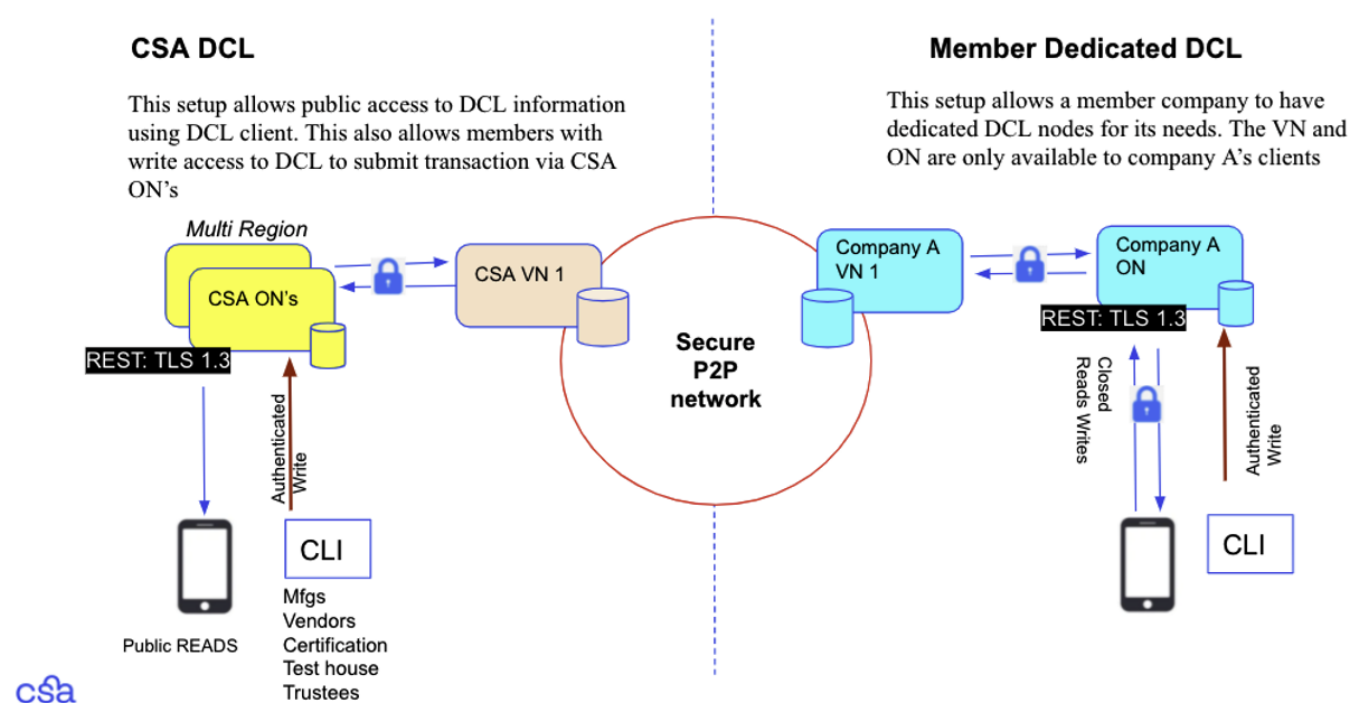 CSA DCL
This setup allows public access to DCL information
using DCL client. This also allows members with
write access to DCL to submit transaction via CSA
ON’s
Multi Region
CSA ON’s
REST: TLS 1.3
CSA VN 1
Authenticated
Write
CLI
Public READS
Mfgs
Vendors
Certification
Test house
Trustees
csa
Secure
P2P
network
Member Dedicated DCL
This setup allows a member company to have
dedicated DCL nodes for its needs. The VN and
ON are only available to company A’s clients
Company A
VN 1
Company A
ON
REST: TLS 1.3
Closed
Reads Writes
Authenticated
Write
CLI